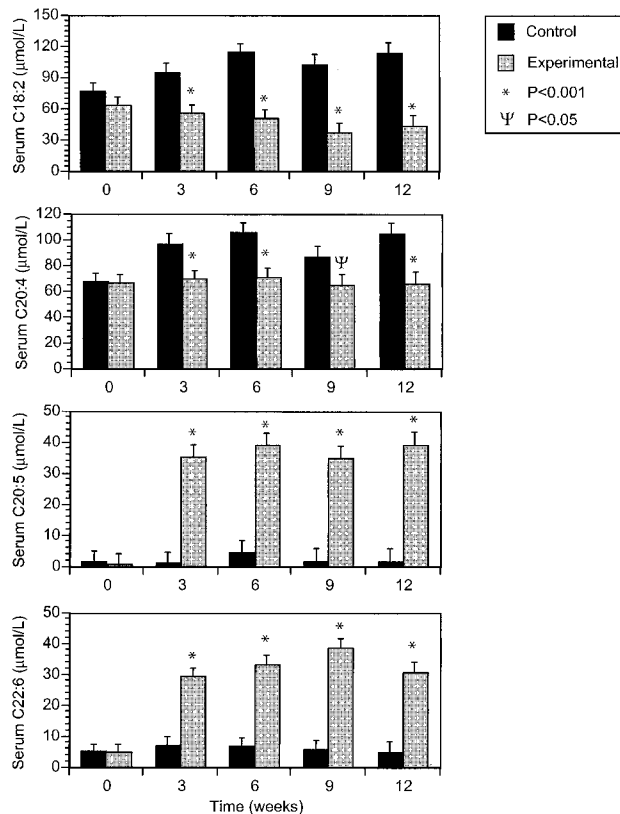 Serum C18:2 (μmol/L)
150
120
90
60
30
0
*
*
*
*
0 3 6 9 12
Control
Experimental
* P<0.001
Ψ P<0.05
Serum C20:4 (μmol/L)
120
100
80
60
40
20
0
*
*
Ψ
*
0 3 6 9 12
Serum C20:5 (μmol/L)
50
40
30
20
10
0
*
*
*
*
0 3 6 9 12
Serum C22:6 (μmol/L)
50
40
30
20
10
0
*
*
*
*
0 3 6 9 12
Time (weeks)